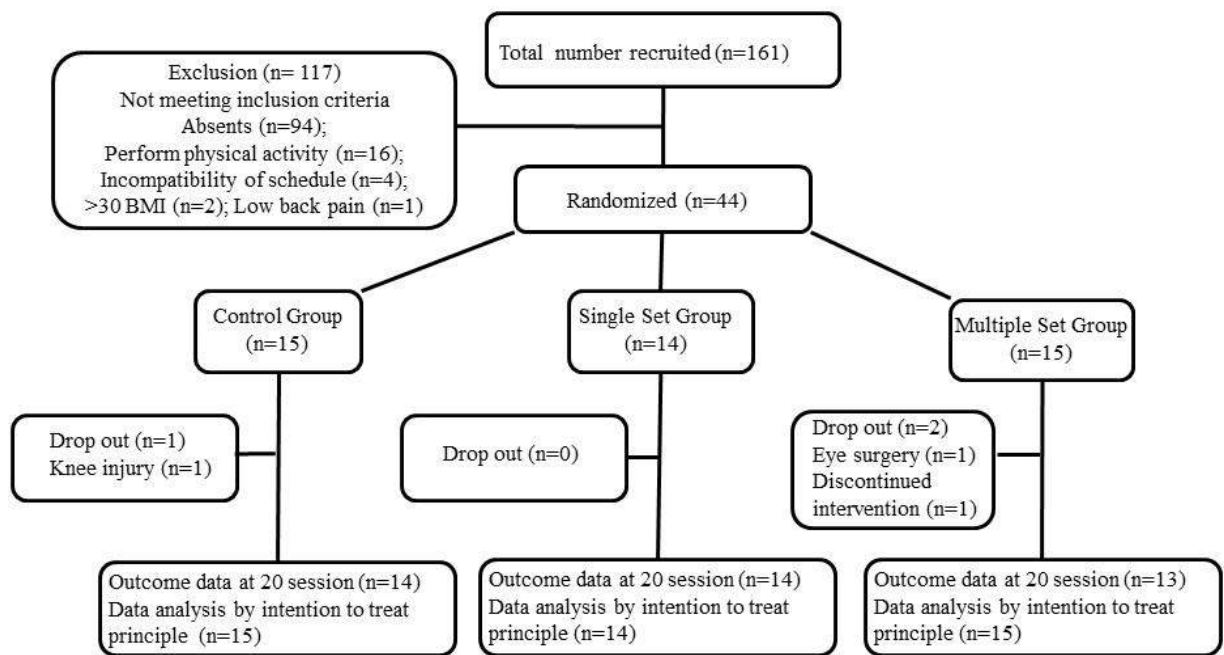 Total number recruited (n=161)
Exclusion (n= 117)
Not meeting inclusion criteria
Absents (n=94);
Perform physical activity (n=16);
Incompatibility of schedule (n=4);
>30 BMI (n=2); Low back pain (n=1)
Randomized (n=44)
Control Group
(n=15)
Single Set Group
(n=14)
Multiple Set Group
(n=15)
Drop out (n=1)
Knee injury (n=1)
Drop out (n=0)
Drop out (n=2)
Eye surgery (n=1)
Discontinued
intervention (n=1)
Outcome data at 20 session (n=14)
Data analysis by intention to treat
principle (n=15)
Outcome data at 20 session (n=14)
Data analysis by intention to treat
principle (n=14)
Outcome data at 20 session (n=13)
Data analysis by intention to treat
principle (n=15)